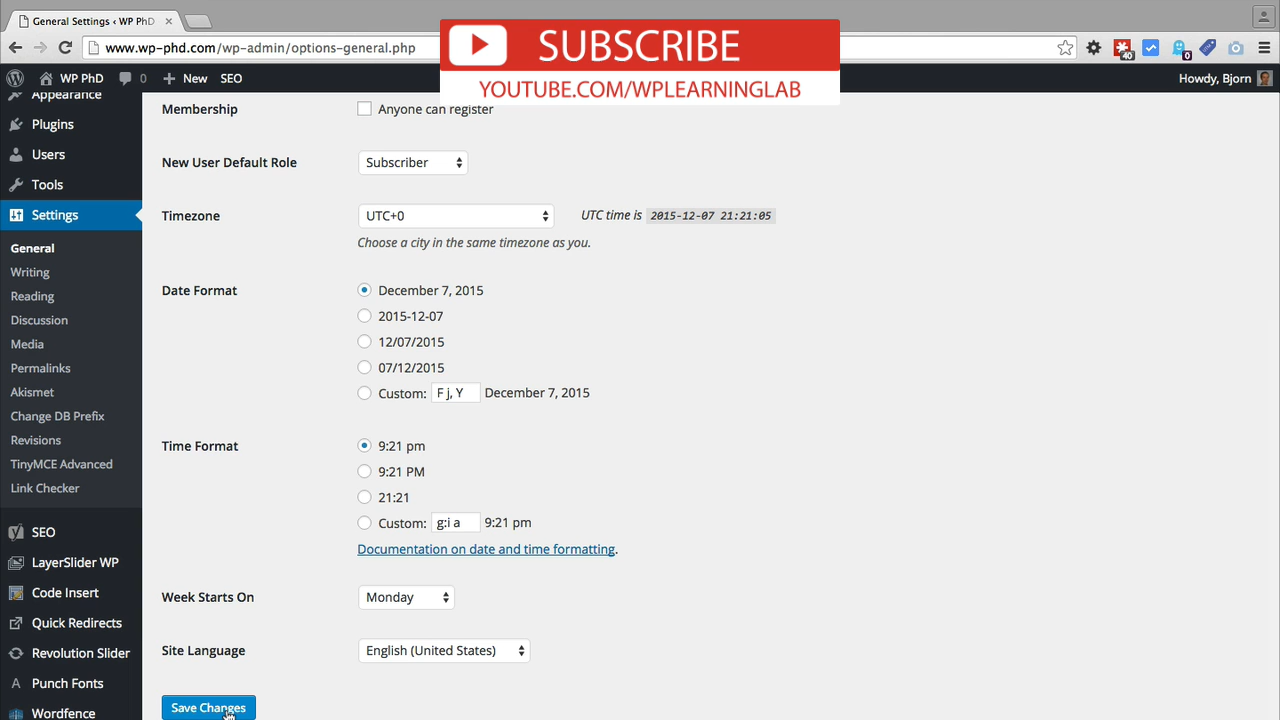 General Settings ‹ WP PhD
www.wp-phd.com/wp-admin/options-general.php
40
0
SUBSCRIBE
YOUTUBE.COM/WPLEARNINGLAB
WP PhD
0
New
SEO
Howdy, Bjorn
Appearance
Plugins
Users
Tools
Settings
General
Writing
Reading
Discussion
Media
Permalinks
Akismet
Change DB Prefix
Revisions
TinyMCE Advanced
Link Checker
SEO
LayerSlider WP
Code Insert
Quick Redirects
Revolution Slider
Punch Fonts
Wordfence
Membership
Anyone can register
New User Default Role
Subscriber
Timezone
UTC+0
UTC time is 2015-12-07 21:21:05
Choose a city in the same timezone as you.
Date Format
December 7, 2015
2015-12-07
12/07/2015
07/12/2015
Custom: F j, Y December 7, 2015
Time Format
9:21 pm
9:21 PM
21:21
Custom: g:i a 9:21 pm
Documentation on date and time formatting.
Week Starts On
Monday
Site Language
English (United States)
Save Changes